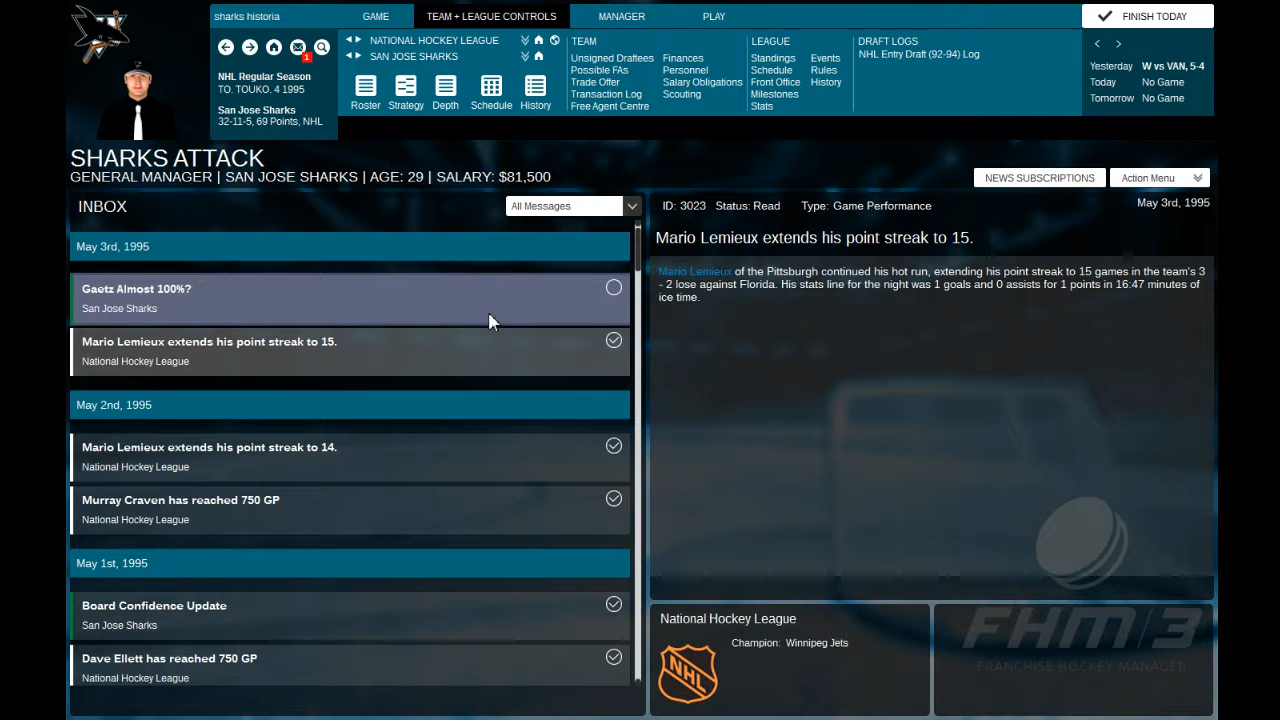 sharks historia
GAME
TEAM + LEAGUE CONTROLS
MANAGER
PLAY
FINISH TODAY
1
NHL Regular Season
TO. TOUKO. 4 1995
San Jose Sharks
32-11-5, 69 Points, NHL
NATIONAL HOCKEY LEAGUE
SAN JOSE SHARKS
Roster
Strategy
Depth
Schedule
History
TEAM
Unsigned Draftees
Possible FAs
Trade Offer
Transaction Log
Free Agent Centre
Finances
Personnel
Salary Obligations
Scouting
LEAGUE
Standings
Schedule
Front Office
Milestones
Stats
Events
Rules
History
DRAFT LOGS
NHL Entry Draft (92-94) Log
Yesterday W vs VAN, 5-4
Today No Game
Tomorrow No Game
SHARKS ATTACK
GENERAL MANAGER | SAN JOSE SHARKS | AGE: 29 | SALARY: $81,500
NEWS SUBSCRIPTIONS
Action Menu
INBOX
All Messages
May 3rd, 1995
Gaetz Almost 100%?
San Jose Sharks
Mario Lemieux extends his point streak to 15.
National Hockey League
May 2nd, 1995
Mario Lemieux extends his point streak to 14.
National Hockey League
Murray Craven has reached 750 GP
National Hockey League
May 1st, 1995
Board Confidence Update
San Jose Sharks
Dave Ellett has reached 750 GP
National Hockey League
ID: 3023 Status: Read Type: Game Performance
May 3rd, 1995
Mario Lemieux extends his point streak to 15.
Mario Lemieux of the Pittsburgh continued his hot run, extending his point streak to 15 games in the team's 3
- 2 lose against Florida. His stats line for the night was 1 goals and 0 assists for 1 points in 16:47 minutes of
ice time.
National Hockey League
Champion: Winnipeg Jets
NHL
FHM/3
FRANCHISE HOCKEY MANAGER